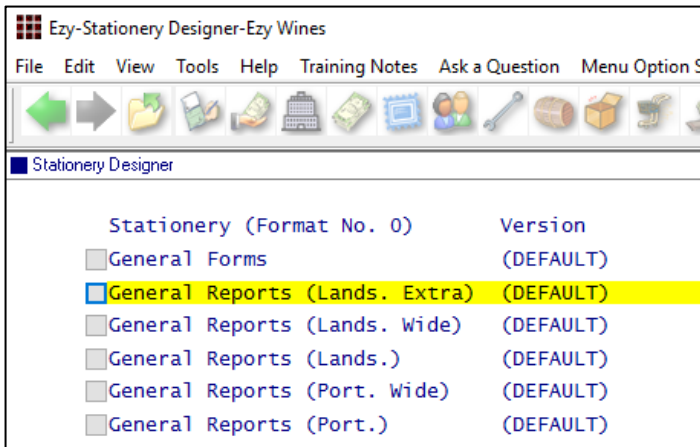 Ezy-Stationery Designer-Ezy Wines
File Edit View Tools Help Training Notes Ask a Question Menu Option
Stationery Designer
Stationery (Format No. 0) Version
General Forms (DEFAULT)
General Reports (Lands. Extra) (DEFAULT)
General Reports (Lands. Wide) (DEFAULT)
General Reports (Lands.) (DEFAULT)
General Reports (Port. Wide) (DEFAULT)
General Reports (Port.) (DEFAULT)